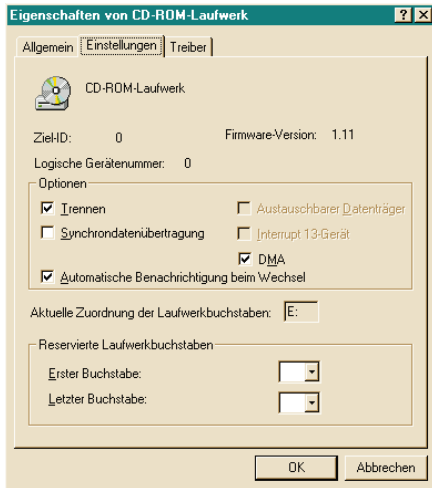 Eigenschaften von CD-ROM-Laufwerk
Allgemein Einstellungen Treiber
CD-ROM-Laufwerk
Ziel-ID: 0 Firmware-Version: 1.11
Logische Gerätenummer: 0
Optionen
Trennen Austauschbarer Datenträger
Synchrondatenübertragung Interrupt 13-Gerät
DMA
Automatische Benachrichtigung beim Wechsel
Aktuelle Zuordnung der Laufwerkbuchstaben: E:
Reservierte Laufwerkbuchstaben
Erster Buchstabe:
Letzter Buchstabe:
OK Abbrechen